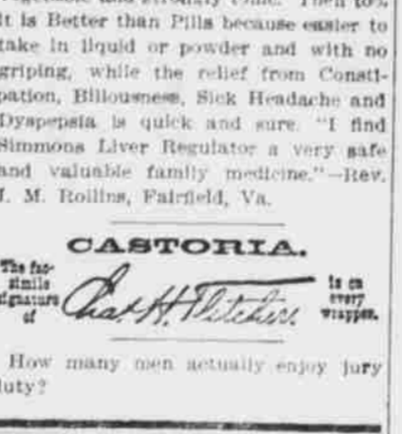 It is Better than Pills because easier to
take in liquid or powder and with no
griping, while the relief from Consti-
pation, Biliousness, Sick Headache and
Dyspepsia is quick and sure. "I find
Simmons Liver Regulator a very safe
and valuable family medicine."—Rev.
J. M. Rollins, Fairfield, Va.
CASTORIA.
The fac-
simile
signature
of
Chas. H. Fletcher.
is on
every
wrapper.
How many men actually enjoy jury
duty?